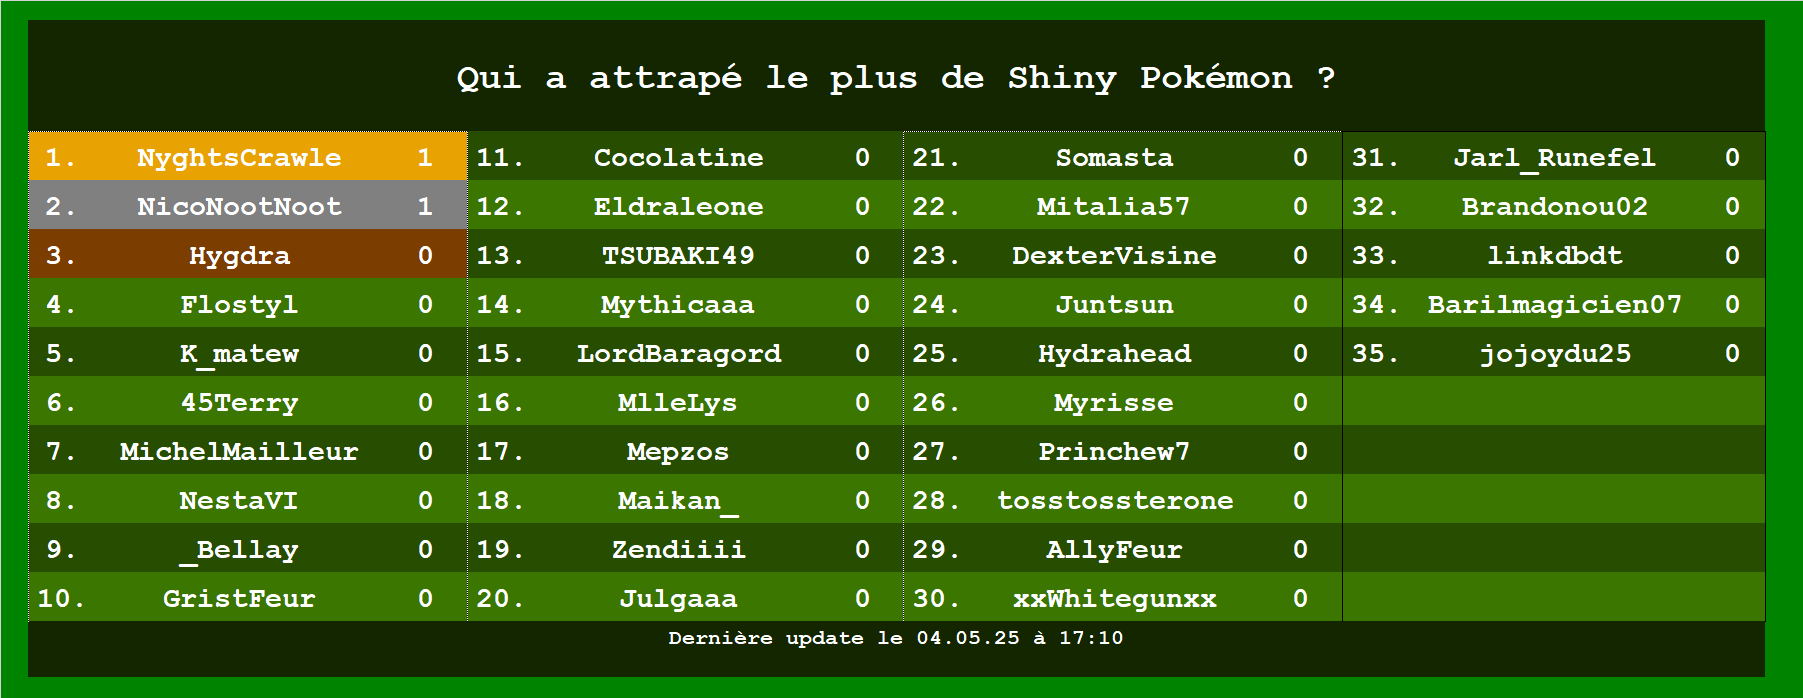 Qui a attrapé le plus de Shiny Pokémon ?
1. NyghtsCrawle 1 11. Cocolatine 0 21. Somasta 0 31. Jarl_Runefel 0
2. NicoNootNoot 1 12. Eldraleone 0 22. Mitalia57 0 32. Brandonou02 0
3. Hygdra 0 13. TSUBAKI49 0 23. DexterVisine 0 33. linkdbdt 0
4. Flostyl 0 14. Mythicaaa 0 24. Juntsun 0 34. Barilmagicien07 0
5. K_matew 0 15. LordBaragord 0 25. Hydrahead 0 35. jojoydu25 0
6. 45Terry 0 16. MlleLys 0 26. Myrisse 0
7. MichelMailleur 0 17. Mepzos 0 27. Princhew7 0
8. NestaVI 0 18. Maikan_ 0 28. tosstossterone 0
9. _Bellay 0 19. Zendiiii 0 29. AllyFeur 0
10. GristFeur 0 20. Julgaaa 0 30. xxWhitegunxx 0
Dernière update le 04.05.25 à 17:10